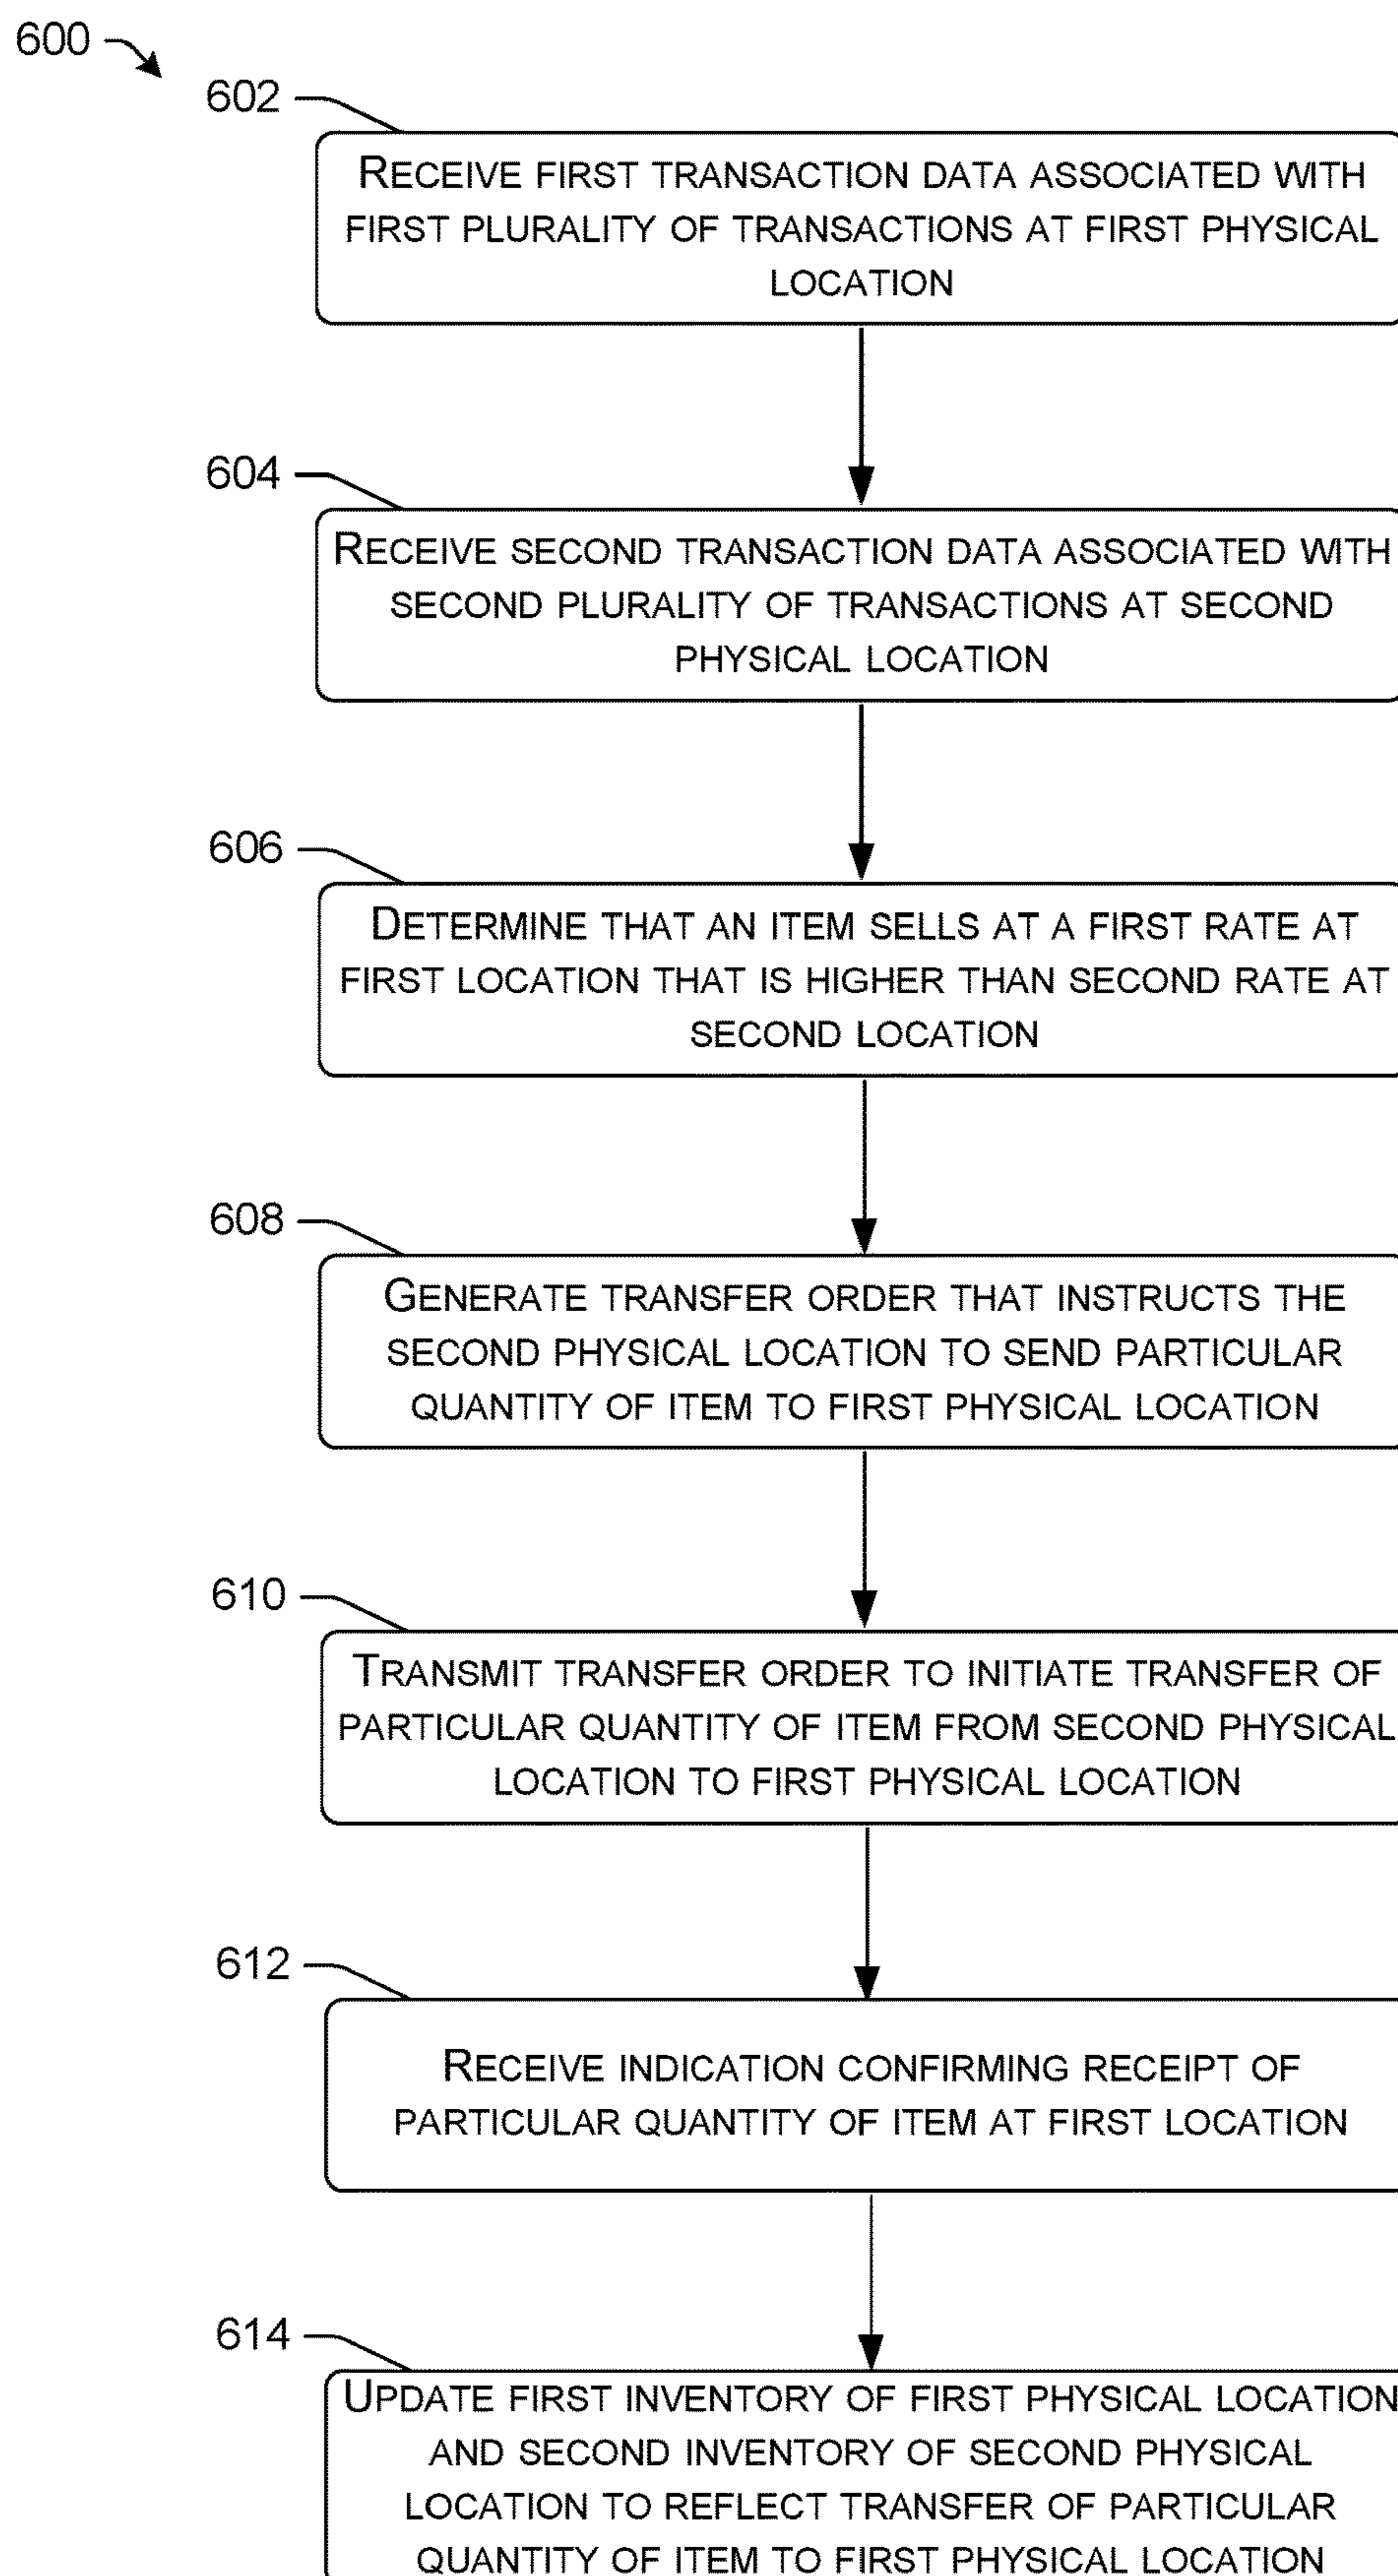 600
602
RECEIVE FIRST TRANSACTION DATA ASSOCIATED WITH
FIRST PLURALITY OF TRANSACTIONS AT FIRST PHYSICAL
LOCATION
604
RECEIVE SECOND TRANSACTION DATA ASSOCIATED WITH
SECOND PLURALITY OF TRANSACTIONS AT SECOND
PHYSICAL LOCATION
606
DETERMINE THAT AN ITEM SELLS AT A FIRST RATE AT
FIRST LOCATION THAT IS HIGHER THAN SECOND RATE AT
SECOND LOCATION
608
GENERATE TRANSFER ORDER THAT INSTRUCTS THE
SECOND PHYSICAL LOCATION TO SEND PARTICULAR
QUANTITY OF ITEM TO FIRST PHYSICAL LOCATION
610
TRANSMIT TRANSFER ORDER TO INITIATE TRANSFER OF
PARTICULAR QUANTITY OF ITEM FROM SECOND PHYSICAL
LOCATION TO FIRST PHYSICAL LOCATION
612
RECEIVE INDICATION CONFIRMING RECEIPT OF
PARTICULAR QUANTITY OF ITEM AT FIRST LOCATION
614
UPDATE FIRST INVENTORY OF FIRST PHYSICAL LOCATION
AND SECOND INVENTORY OF SECOND PHYSICAL
LOCATION TO REFLECT TRANSFER OF PARTICULAR
QUANTITY OF ITEM TO FIRST PHYSICAL LOCATION